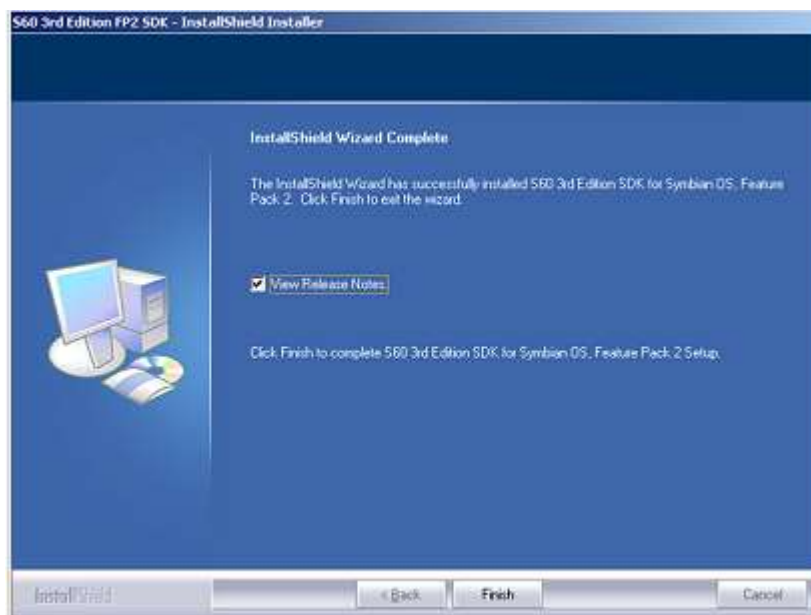 S60 3rd Edition FP2 SDK - InstallShield Installer
InstallShield Wizard Complete
The InstallShield Wizard has successfully installed S60 3rd Edition SDK for Symbian OS, Feature
Pack 2. Click Finish to exit the wizard.
View Release Notes.
Click Finish to complete S60 3rd Edition SDK for Symbian OS, Feature Pack 2 Setup.
InstallShield
< Back
Finish
Cancel